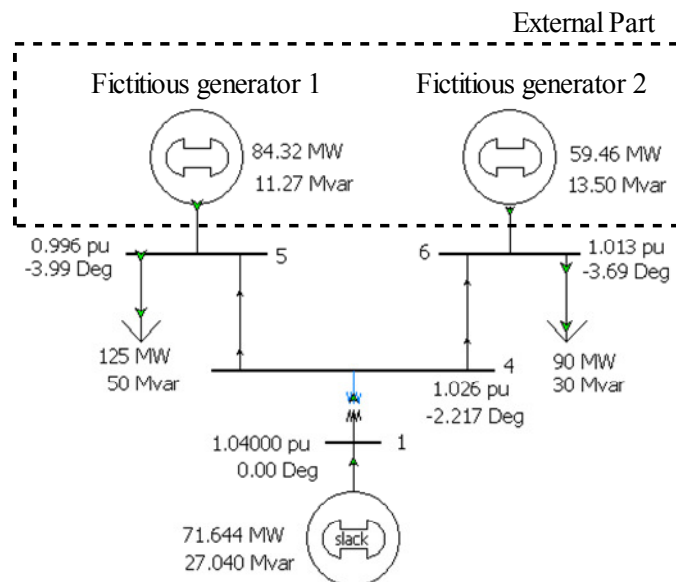 External Part
Fictitious generator 1
Fictitious generator 2
84.32 MW
11.27 Mvar
59.46 MW
13.50 Mvar
0.996 pu
-3.99 Deg
5
6
1.013 pu
-3.69 Deg
125 MW
50 Mvar
4
90 MW
30 Mvar
1.026 pu
-2.217 Deg
1.04000 pu
0.00 Deg
1
71.644 MW
27.040 Mvar
slack